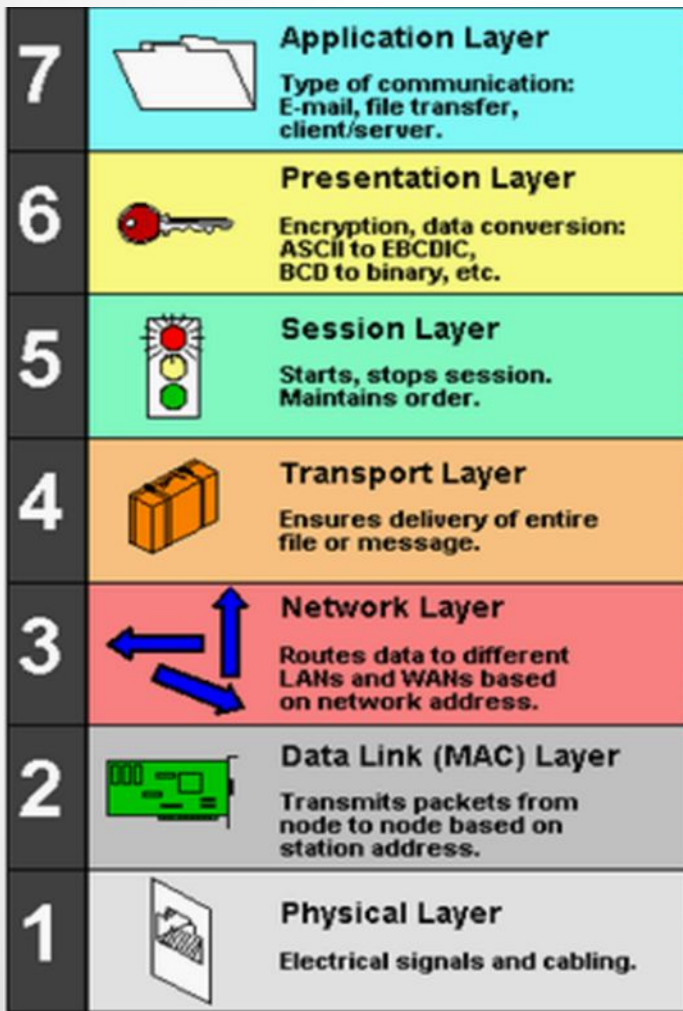 7
Application Layer
Type of communication:
E-mail, file transfer,
client/server.
6
Presentation Layer
Encryption, data conversion:
ASCII to EBCDIC,
BCD to binary, etc.
5
Session Layer
Starts, stops session.
Maintains order.
4
Transport Layer
Ensures delivery of entire
file or message.
3
Network Layer
Routes data to different
LANs and WANs based
on network address.
2
Data Link (MAC) Layer
Transmits packets from
node to node based on
station address.
1
Physical Layer
Electrical signals and cabling.